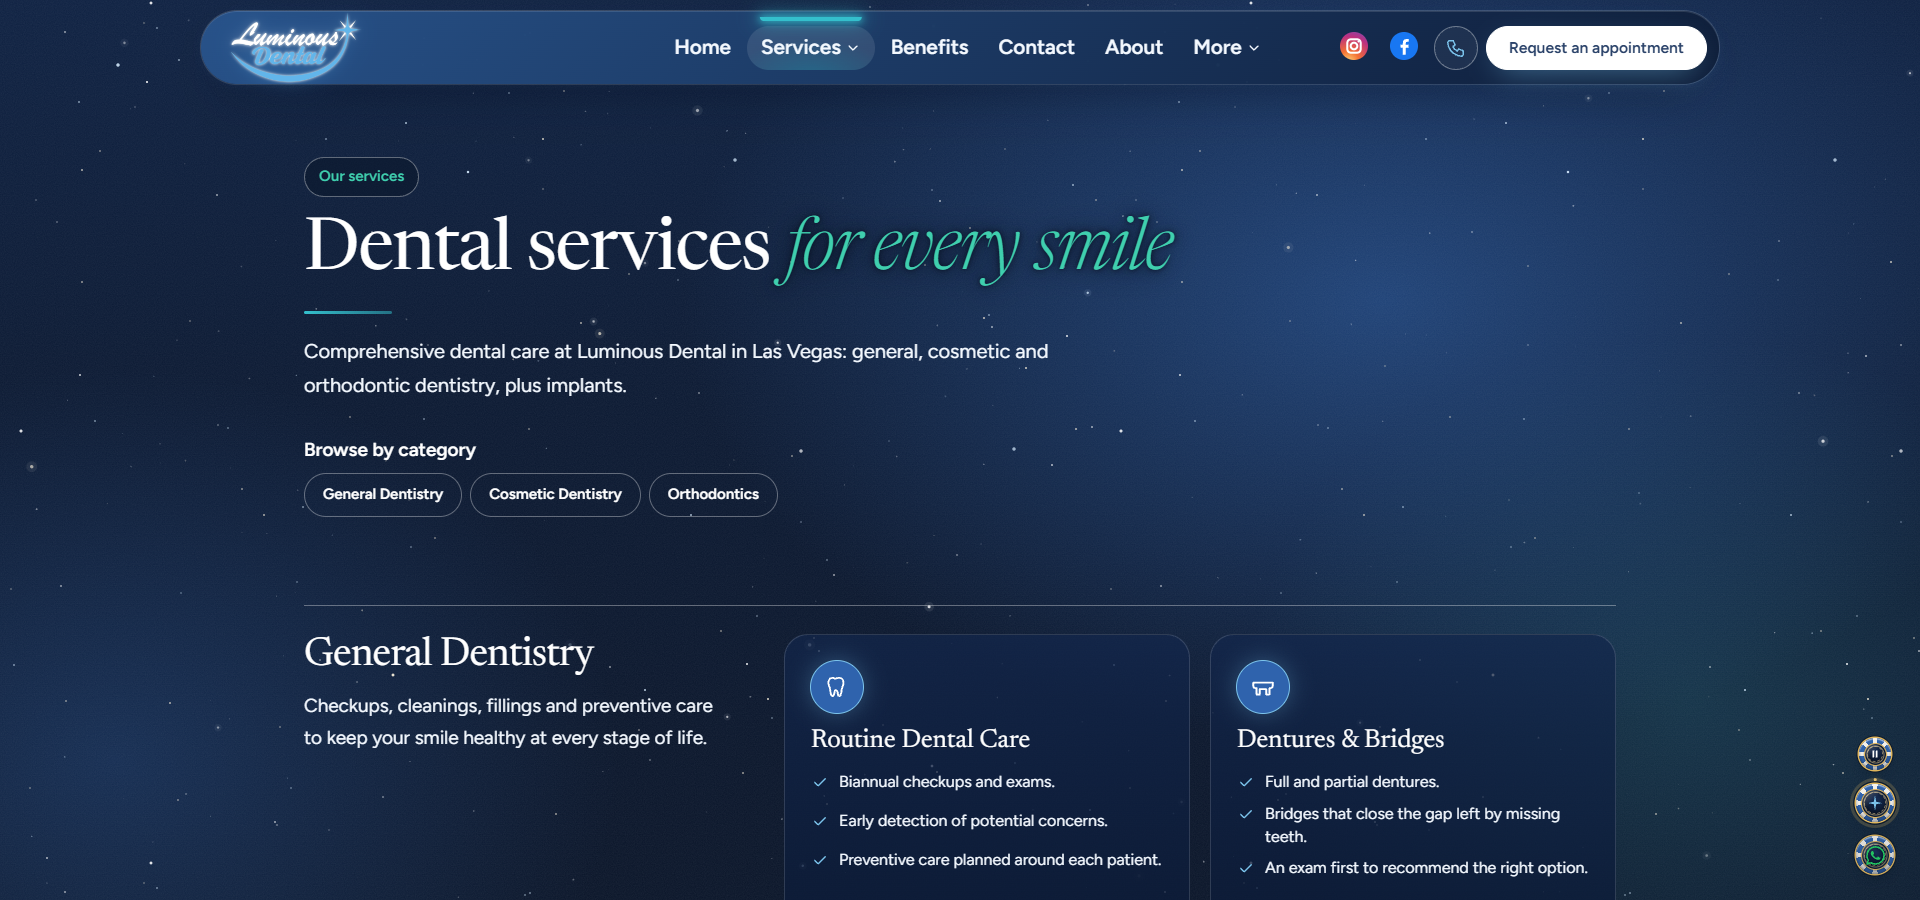 Luminous
Dental
Home
Services
Benefits
Contact
About
More
Request an appointment
Our services
Dental services for every smile
Comprehensive dental care at Luminous Dental in Las Vegas: general, cosmetic and
orthodontic dentistry, plus implants.
Browse by category
General Dentistry
Cosmetic Dentistry
Orthodontics
General Dentistry
Checkups, cleanings, fillings and preventive care
to keep your smile healthy at every stage of life.
Routine Dental Care
Biannual checkups and exams.
Early detection of potential concerns.
Preventive care planned around each patient.
Dentures & Bridges
Full and partial dentures.
Bridges that close the gap left by missing
teeth.
An exam first to recommend the right option.